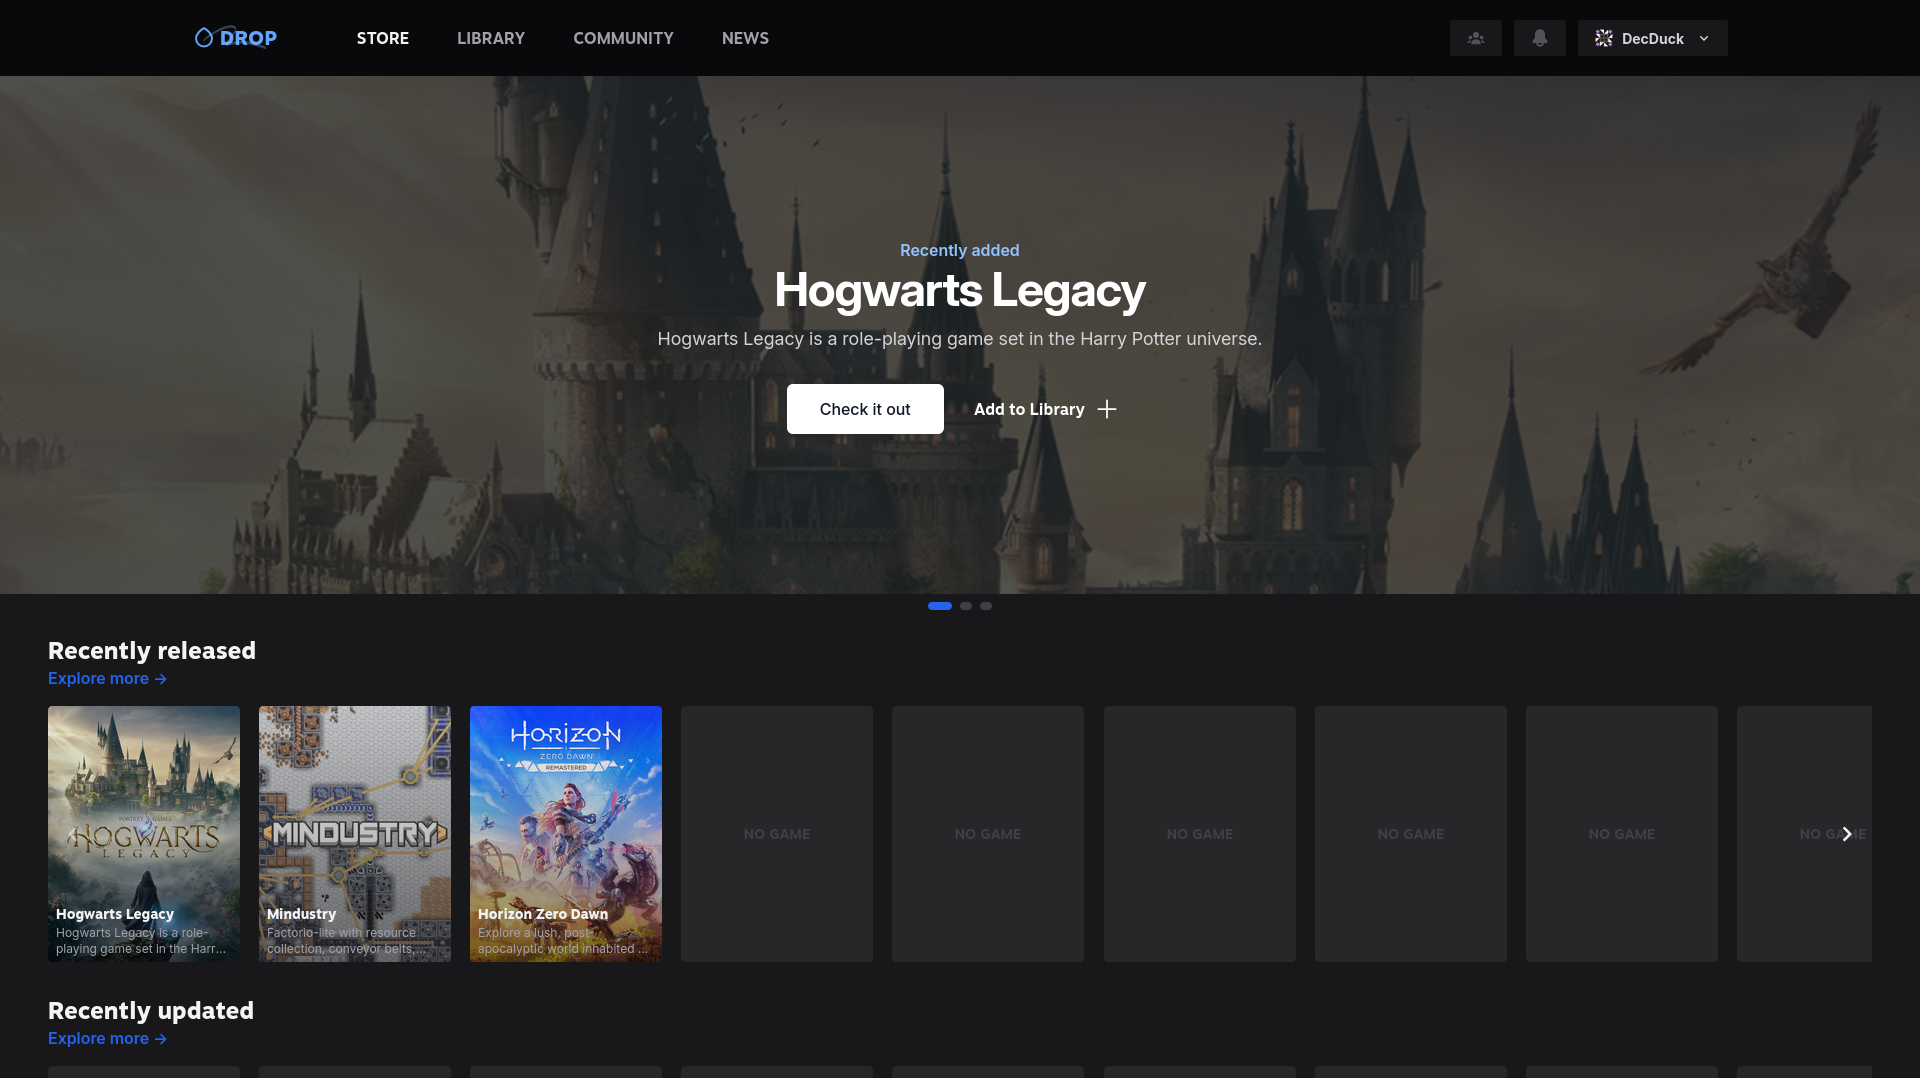 DROP
STORE
LIBRARY
COMMUNITY
NEWS
DecDuck
Recently added
Hogwarts Legacy
Hogwarts Legacy is a role-playing game set in the Harry Potter universe.
Check it out
Add to Library
Recently released
Explore more →
PORTKEY GAMES
HOGWARTS
LEGACY
Hogwarts Legacy
Hogwarts Legacy is a role-
playing game set in the Harr...
MINDUSTRY
Mindustry
Factorio-lite with resource
collection, conveyor belts,...
HORIZON
ZERO DAWN
REMASTERED
Horizon Zero Dawn
Explore a lush, post-
apocalyptic world inhabited ...
NO GAME
NO GAME
NO GAME
NO GAME
NO GAME
NO GAME
Recently updated
Explore more →